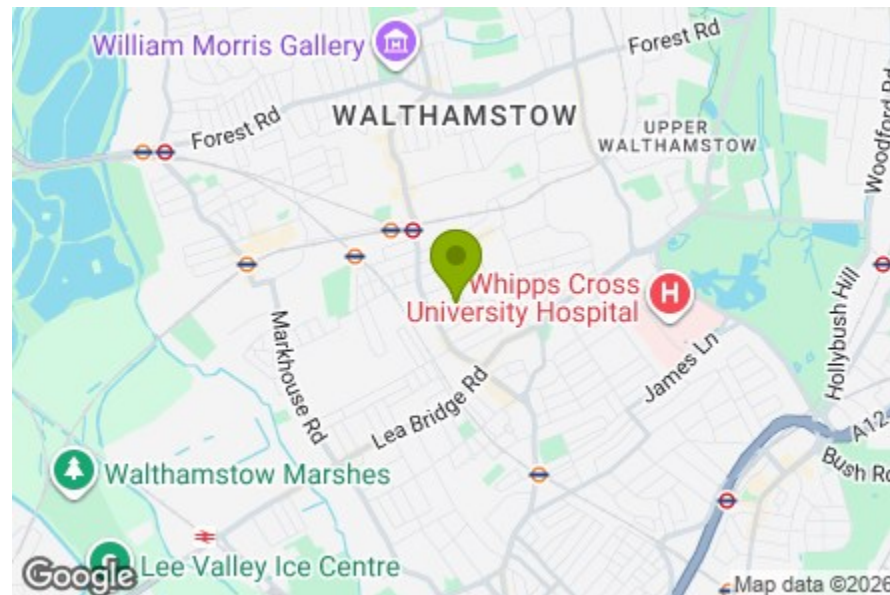 William Morris Gallery
Forest Rd
WALTHAMSTOW
Forest Rd
UPPER
WALTHAMSTOW
Woodford Rd
Whipps Cross
University Hospital
H
Hollybush Hill
Markhouse Rd
James Ln
Lea Bridge Rd
A12
Bush Rd
Walthamstow Marshes
Lee Valley Ice Centre
Google
Map data ©2026